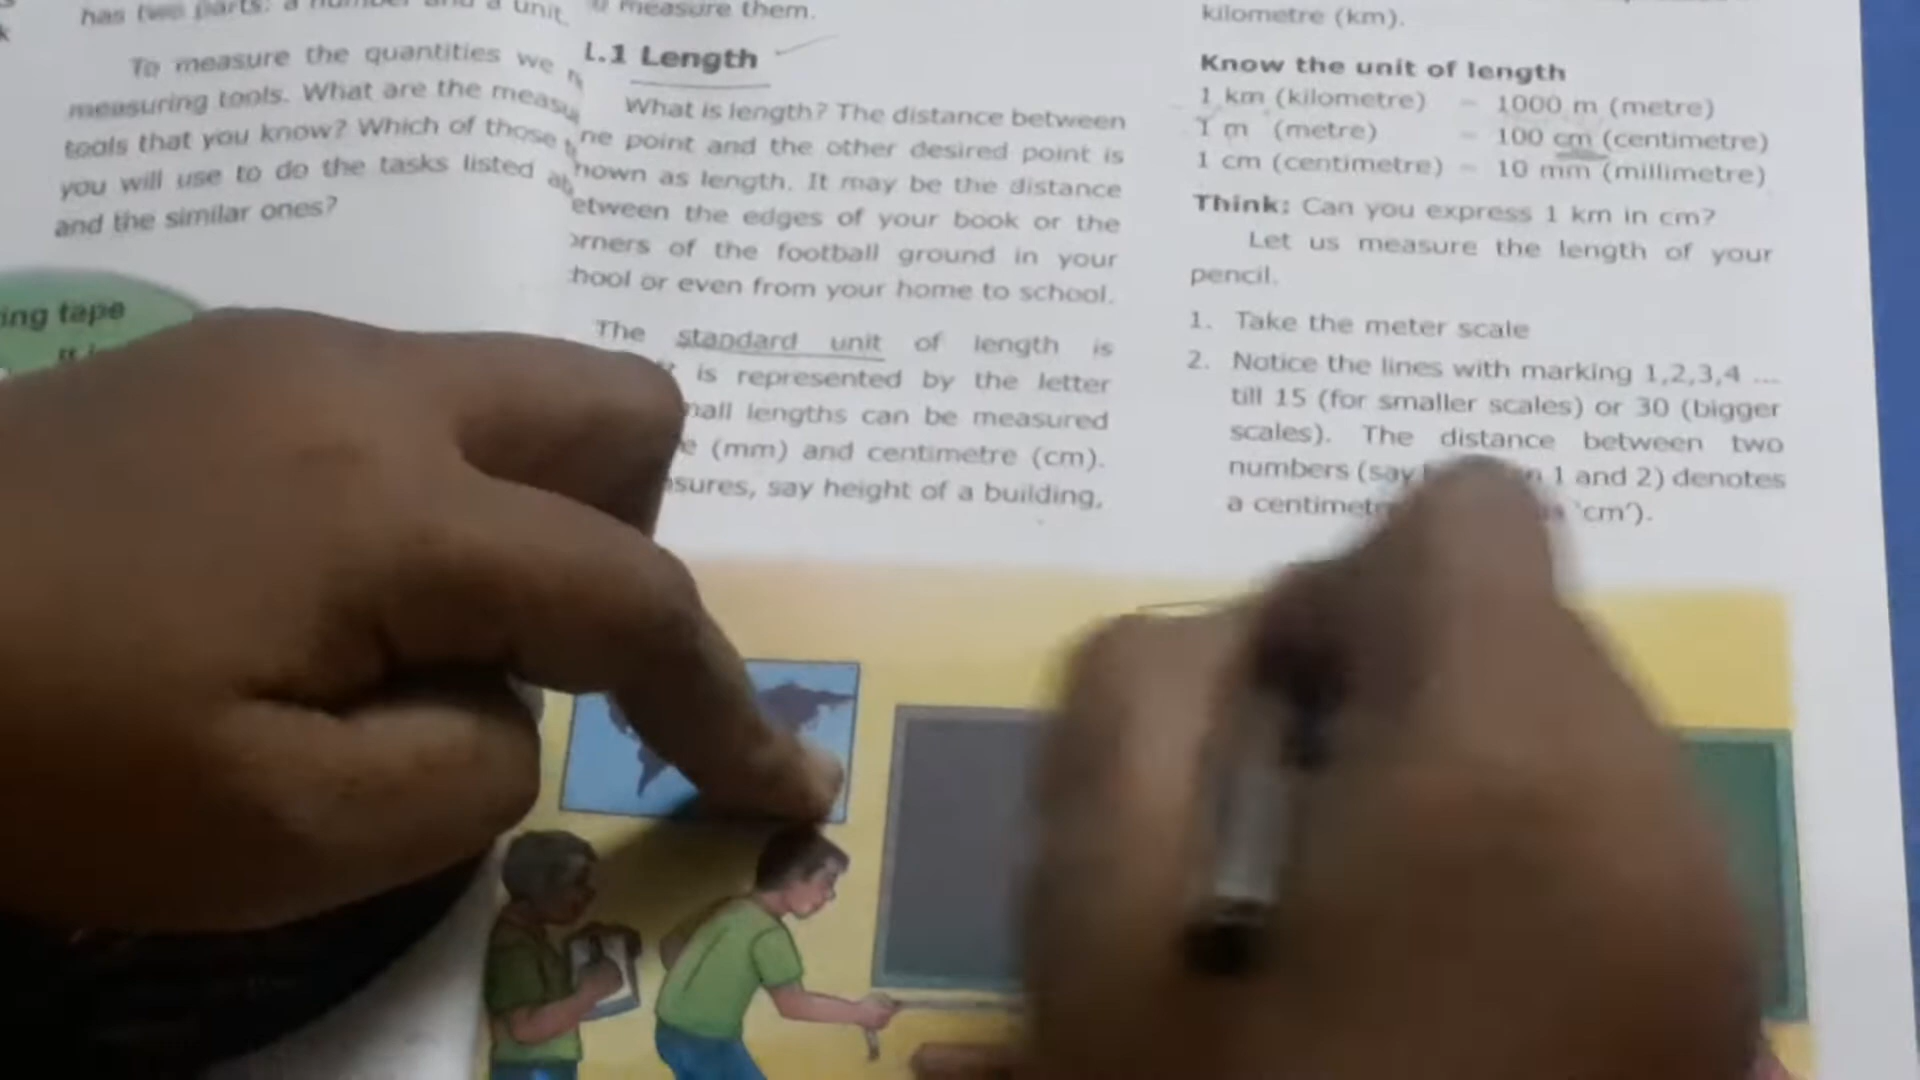 has two parts: a number and a unit
To measure the quantities we
measuring tools. What are the
tools that you know? Which of those
you will use to do the tasks listed
and the similar ones?
ing tape
measure them.
1.1 Length
What is length? The distance between
ne point and the other desired point is
nown as length. It may be the distance
etween the edges of your book or the
orners of the football ground in your
hool or even from your home to school.
The standard unit of length is
is represented by the letter
mall lengths can be measured
e (mm) and centimetre (cm).
sures, say height of a building,
kilometre (km).
Know the unit of length
1 km (kilometre) - 1000 m (metre)
1 m (metre) - 100 cm (centimetre)
1 cm (centimetre) - 10 mm (millimetre)
Think: Can you express 1 km in cm?
Let us measure the length of your
pencil.
1. Take the meter scale
2. Notice the lines with marking 1,2,3,4 ...
till 15 (for smaller scales) or 30 (bigger
scales). The distance between two
numbers (say n 1 and 2) denotes
a centimet 'cm').